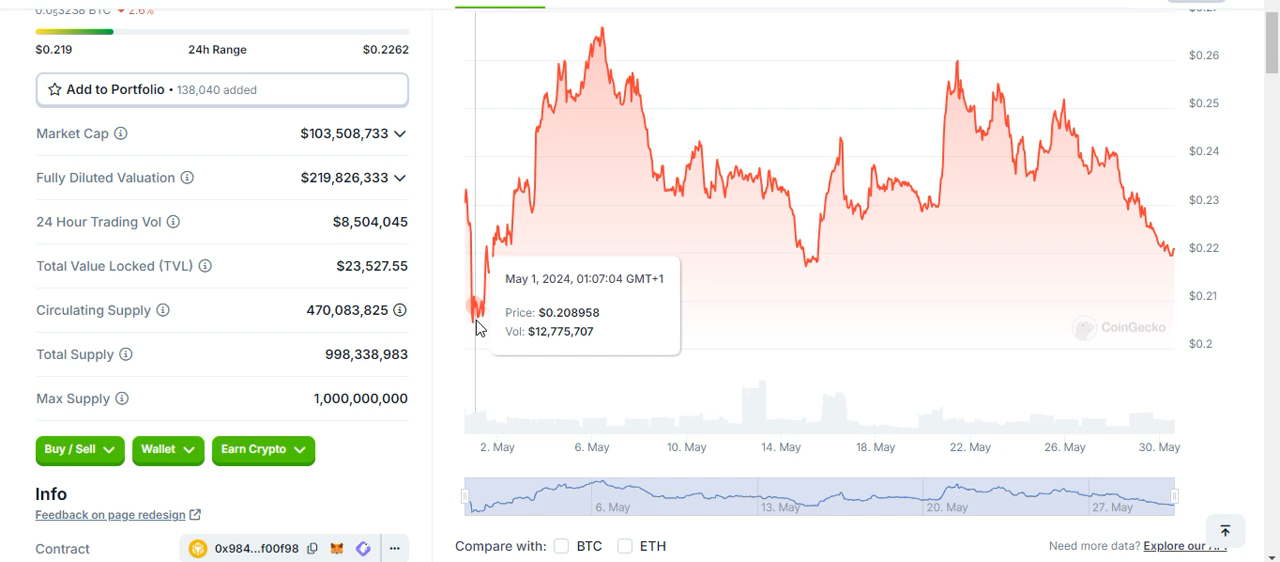 2.6%
$0.219 24h Range $0.2262
Add to Portfolio • 138,040 added
Market Cap $103,508,733
Fully Diluted Valuation $219,826,333
24 Hour Trading Vol $8,504,045
Total Value Locked (TVL) $23,527.55
Circulating Supply 470,083,825
Total Supply 998,338,983
Max Supply 1,000,000,000
Buy / Sell Wallet Earn Crypto
Info
Feedback on page redesign
Contract 0x984...f00f98 ...
$0.27
$0.26
$0.25
$0.24
$0.23
$0.22
$0.21
$0.2
May 1, 2024, 01:07:04 GMT+1
Price: $0.208958
Vol: $12,775,707
CoinGecko
2. May 6. May 10. May 14. May 18. May 22. May 26. May 30. May
6. May 13. May 20. May 27. May
Compare with: BTC ETH
Need more data? Explore our